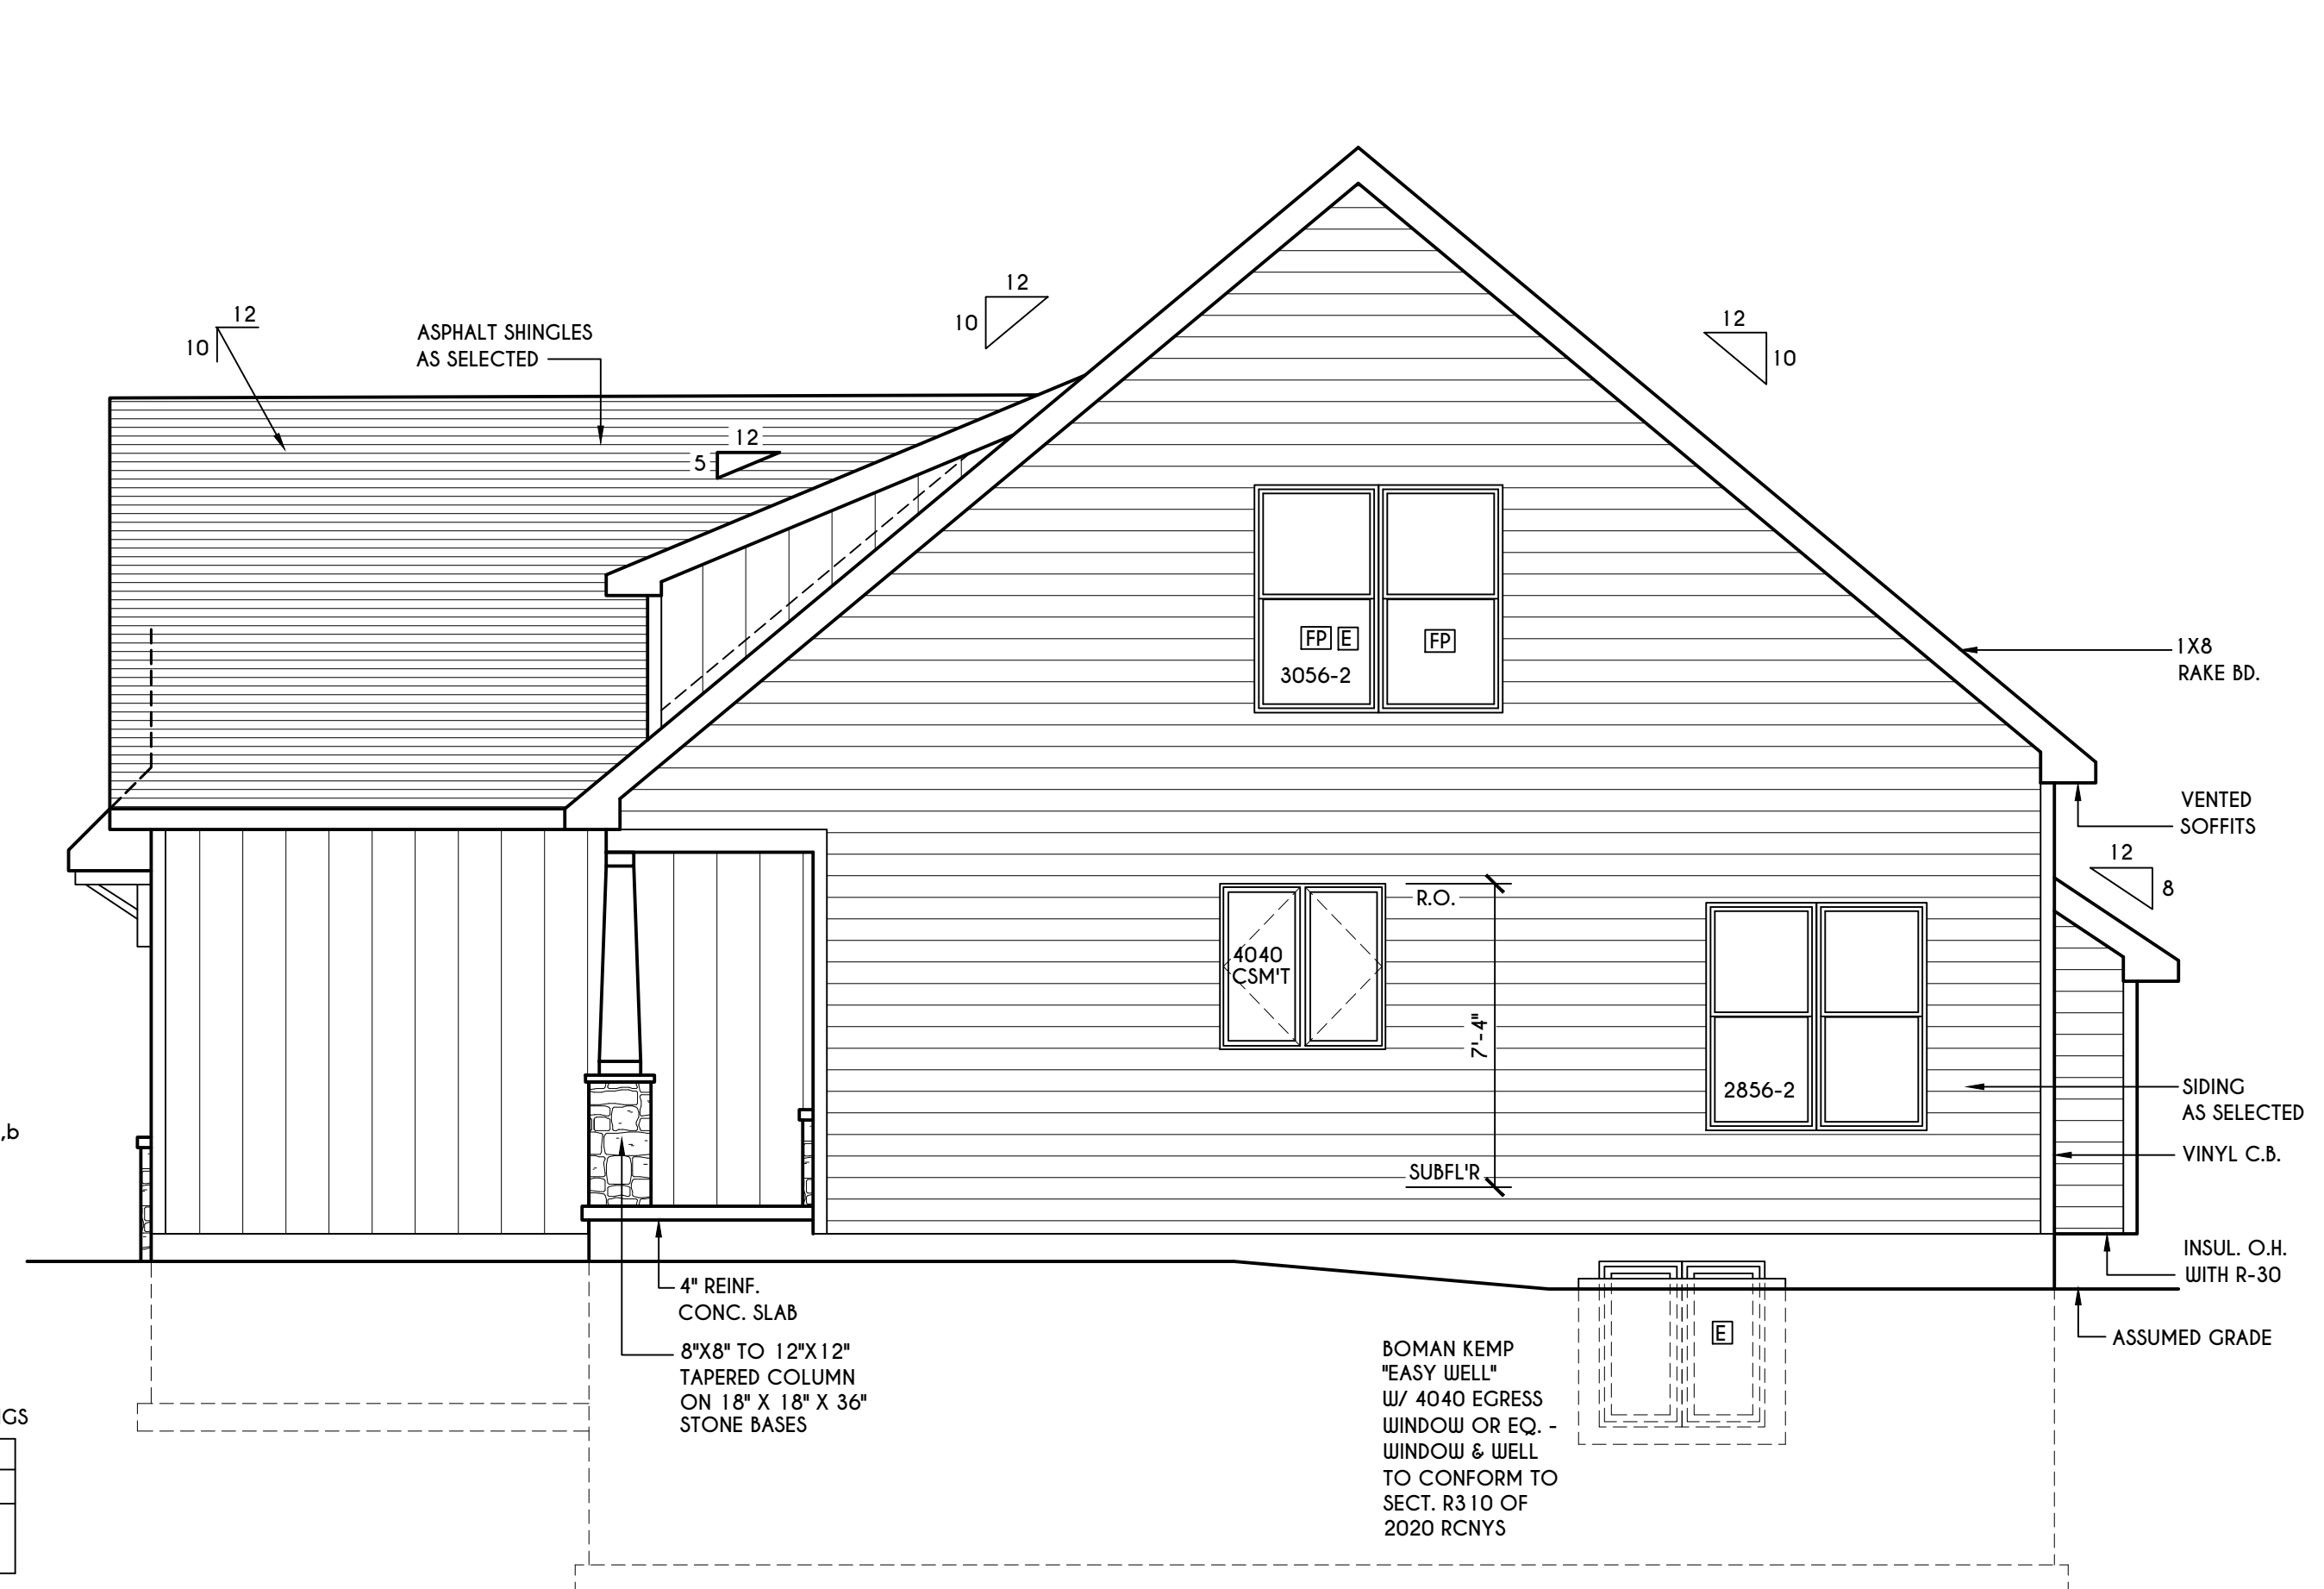 12
10
ASPHALT SHINGLES
AS SELECTED
12
10
12
10
12
5
FP E
FP
3056-2
1X8
RAKE BD.
VENTED
SOFFITS
12
8
R.O.
4040
CSM'T
7'-4"
2856-2
SIDING
AS SELECTED
,b
VINYL C.B.
SUBFL'R
INSUL. O.H.
WITH R-30
4" REINF.
CONC. SLAB
E
ASSUMED GRADE
8"X8" TO 12"X12"
TAPERED COLUMN
ON 18" X 18" X 36"
STONE BASES
BOMAN KEMP
"EASY WELL"
W/ 4040 EGRESS
WINDOW OR EQ. -
WINDOW & WELL
TO CONFORM TO
SECT. R310 OF
2020 RCNYS
GS